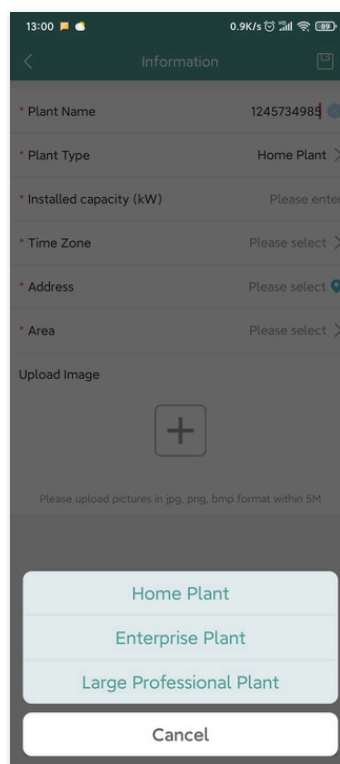 13:00 0.9K/s 89
Information
* Plant Name 1245734985
* Plant Type Home Plant
* Installed capacity (kW) Please enter
* Time Zone Please select
* Address Please select
* Area Please select
Upload Image
Please upload pictures in jpg, png, bmp format within 5M
Home Plant
Enterprise Plant
Large Professional Plant
Cancel